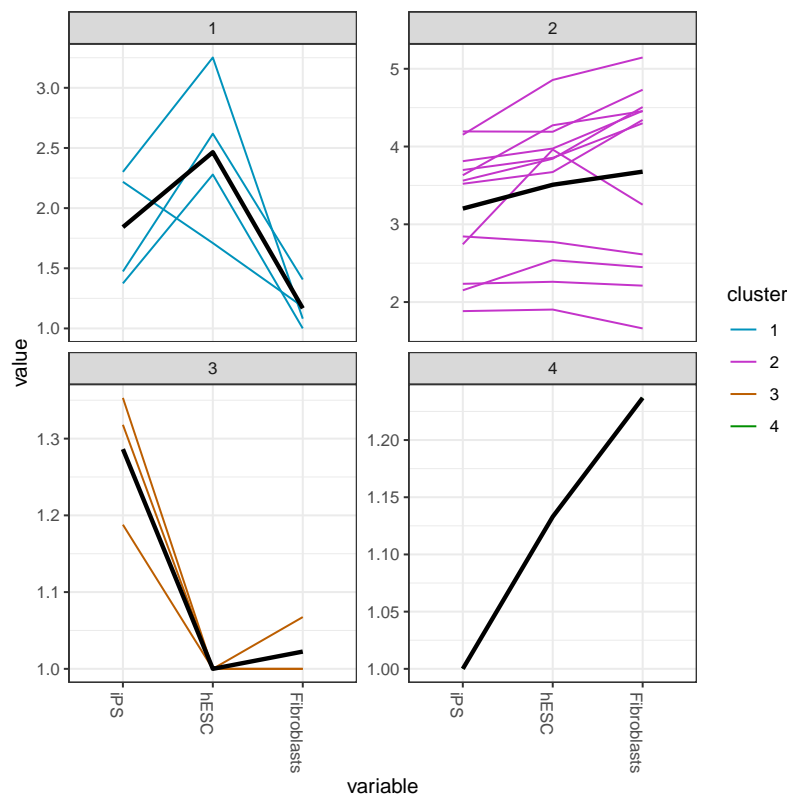 1
2
3.0
2.5
2.0
1.5
1.0
5
4
3
2
value
3
4
1.3
1.2
1.1
1.0
1.20
1.15
1.10
1.05
1.00
iPS
hESC
Fibroblasts
iPS
hESC
Fibroblasts
variable
cluster
1
2
3
4